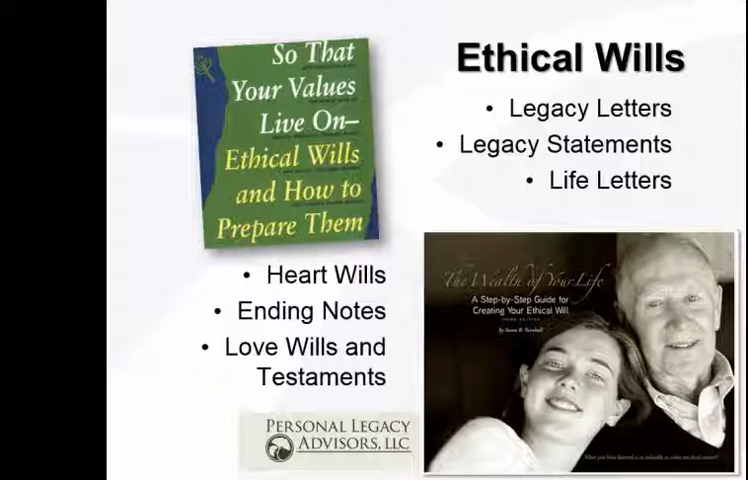 So That
Your Values
Live On—
Ethical Wills
and How to
Prepare Them
Ethical Wills
• Legacy Letters
• Legacy Statements
• Life Letters
• Heart Wills
• Ending Notes
• Love Wills and
Testaments
The Wealth of Your Life
A Step-by-Step Guide for
Creating Your Ethical Will
by Susan B. Turnbull
PERSONAL LEGACY
ADVISORS, LLC